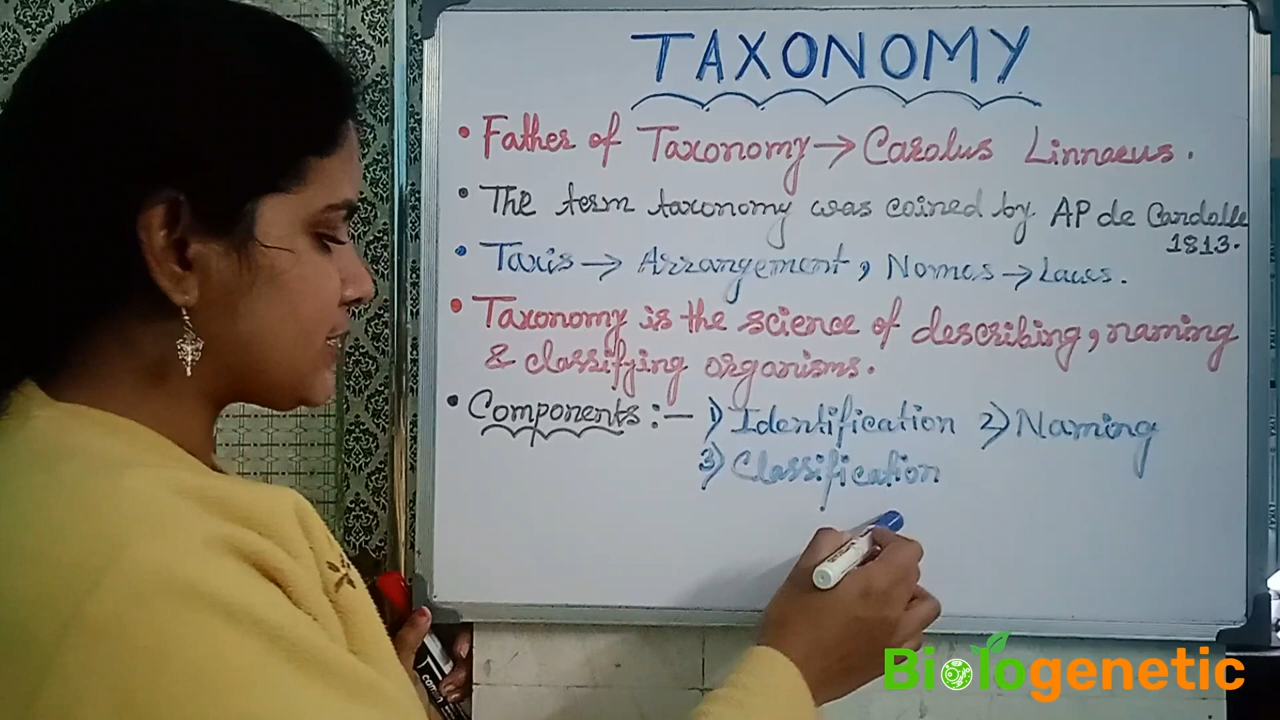 TAXONOMY
• Father of Taxonomy → Carolus Linnaeus.
• The term taxonomy was coined by AP de Candolle
1813.
• Taxis → Arrangement, Nomos → Laws.
• Taxonomy is the science of describing, naming
& classifying organisms.
• Components :- 1) Identification 2) Naming
3) Classification
Biologenetic